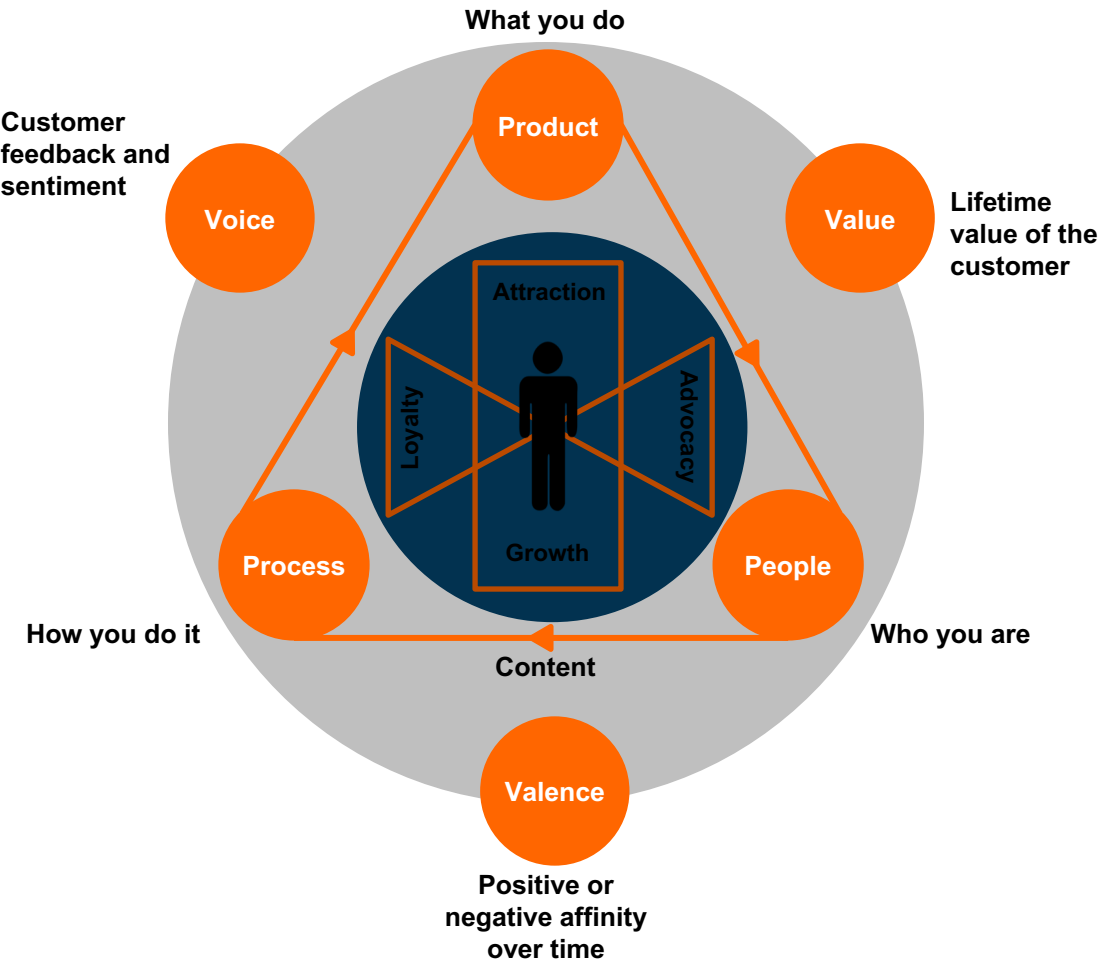 What you do
Product
Customer
feedback and
sentiment
Voice
Value
Lifetime
value of the
customer
Attraction
Loyalty
Advocacy
Growth
Process
People
How you do it
Who you are
Content
Valence
Positive or
negative affinity
over time